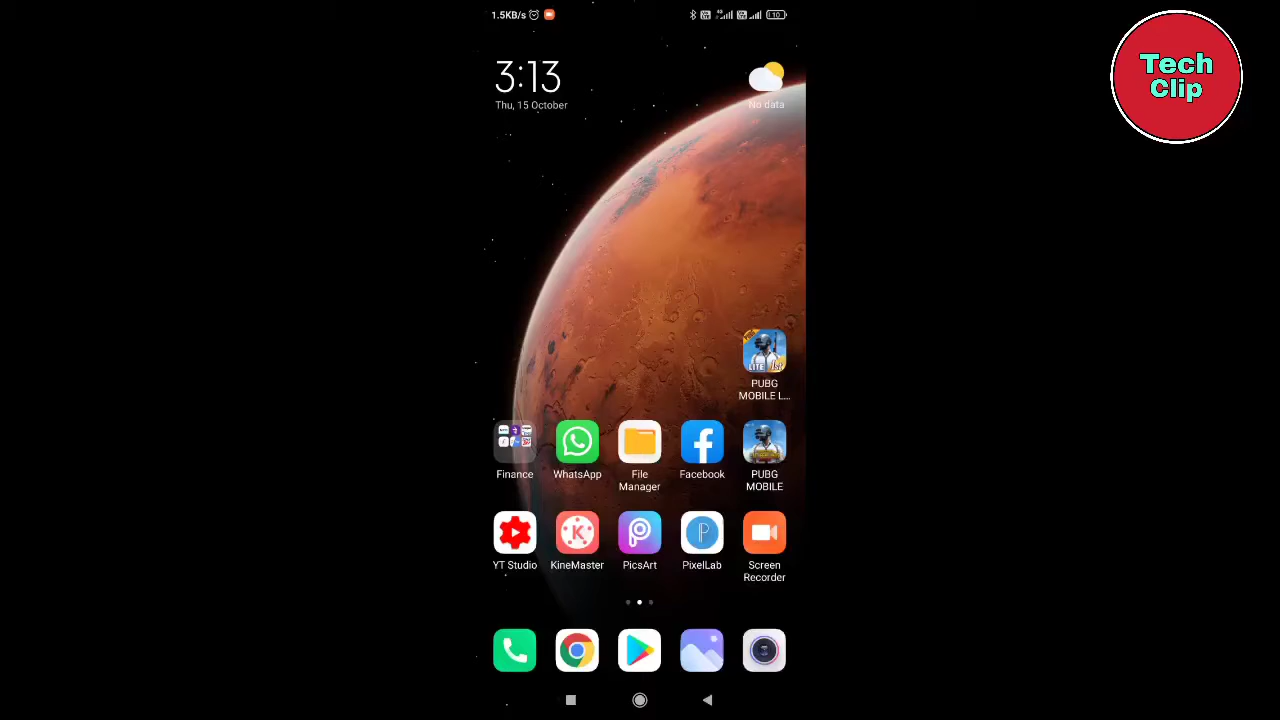 1.5KB/s
Tech
Clip
3:13
Thu, 15 October
No data
LITE
PUBG
MOBILE L...
Finance
WhatsApp
File
Manager
Facebook
PUBG
MOBILE
YT Studio
KineMaster
PicsArt
PixelLab
Screen
Recorder